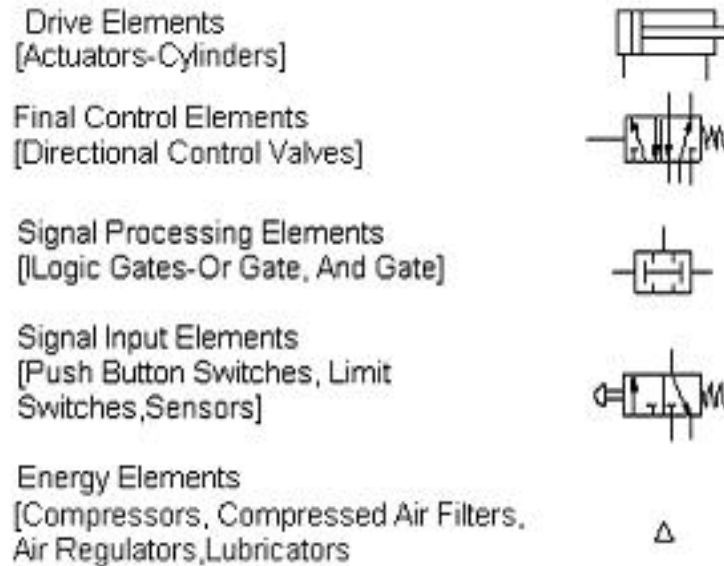 Drive Elements
[Actuators-Cylinders]
Final Control Elements
[Directional Control Valves]
Signal Processing Elements
[lLogic Gates-Or Gate, And Gate]
Signal Input Elements
[Push Button Switches, Limit
Switches,Sensors]
Energy Elements
[Compressors, Compressed Air Filters,
Air Regulators,Lubricators